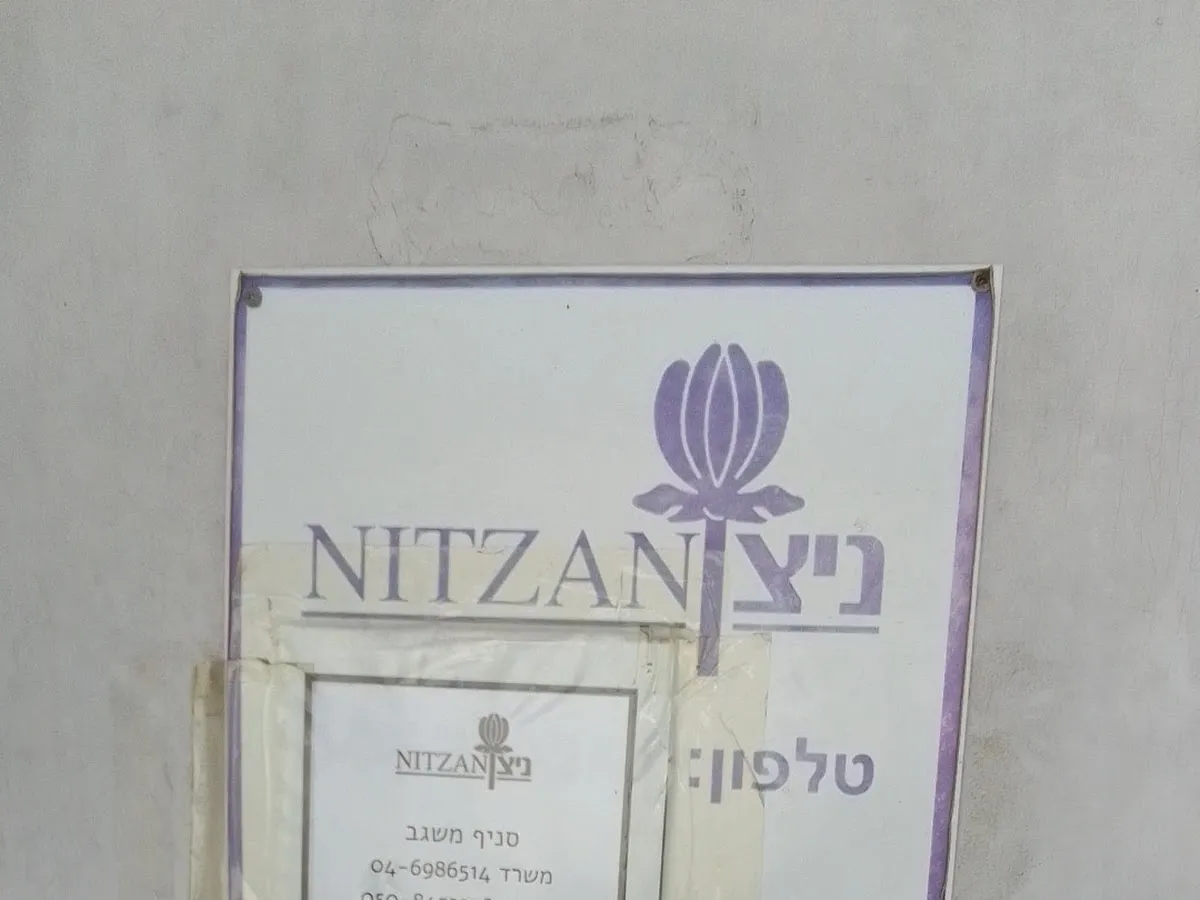 NITZAN ניצן
טלפון:
NITZAN ניצן
סניף משגב
משרד 04-6986514